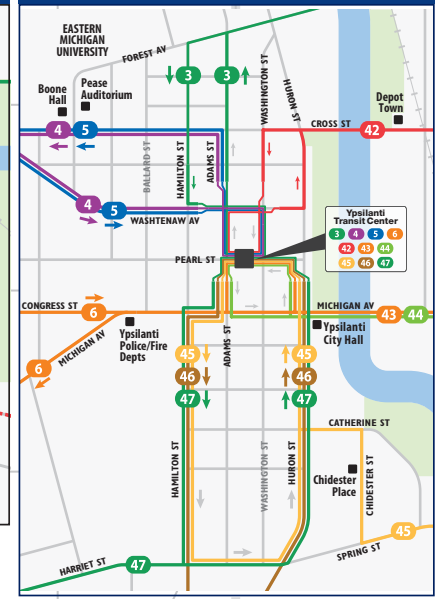 EASTERN
MICHIGAN
UNIVERSITY
FOREST AV
3
3
WASHINGTON ST
HURON ST
Boone
Hall
Pease
Auditorium
Depot
Town
4
5
CROSS ST
42
BALLARD ST
HAMILTON ST
ADAMS ST
4
5
WASHTENAW AV
Ypsilanti
Transit Center
3 4 5 6
42 43 44
45 46 47
PEARL ST
CONGRESS ST
6
MICHIGAN AV
43 44
Ypsilanti
Police/Fire
Depts
Ypsilanti
City Hall
MICHIGAN AV
6
ADAMS ST
45
46
47
45
46
47
HAMILTON ST
WASHINGTON ST
HURON ST
CATHERINE ST
Chidester
Place
CHIDESTER ST
45
SPRING ST
HARRIET ST
47